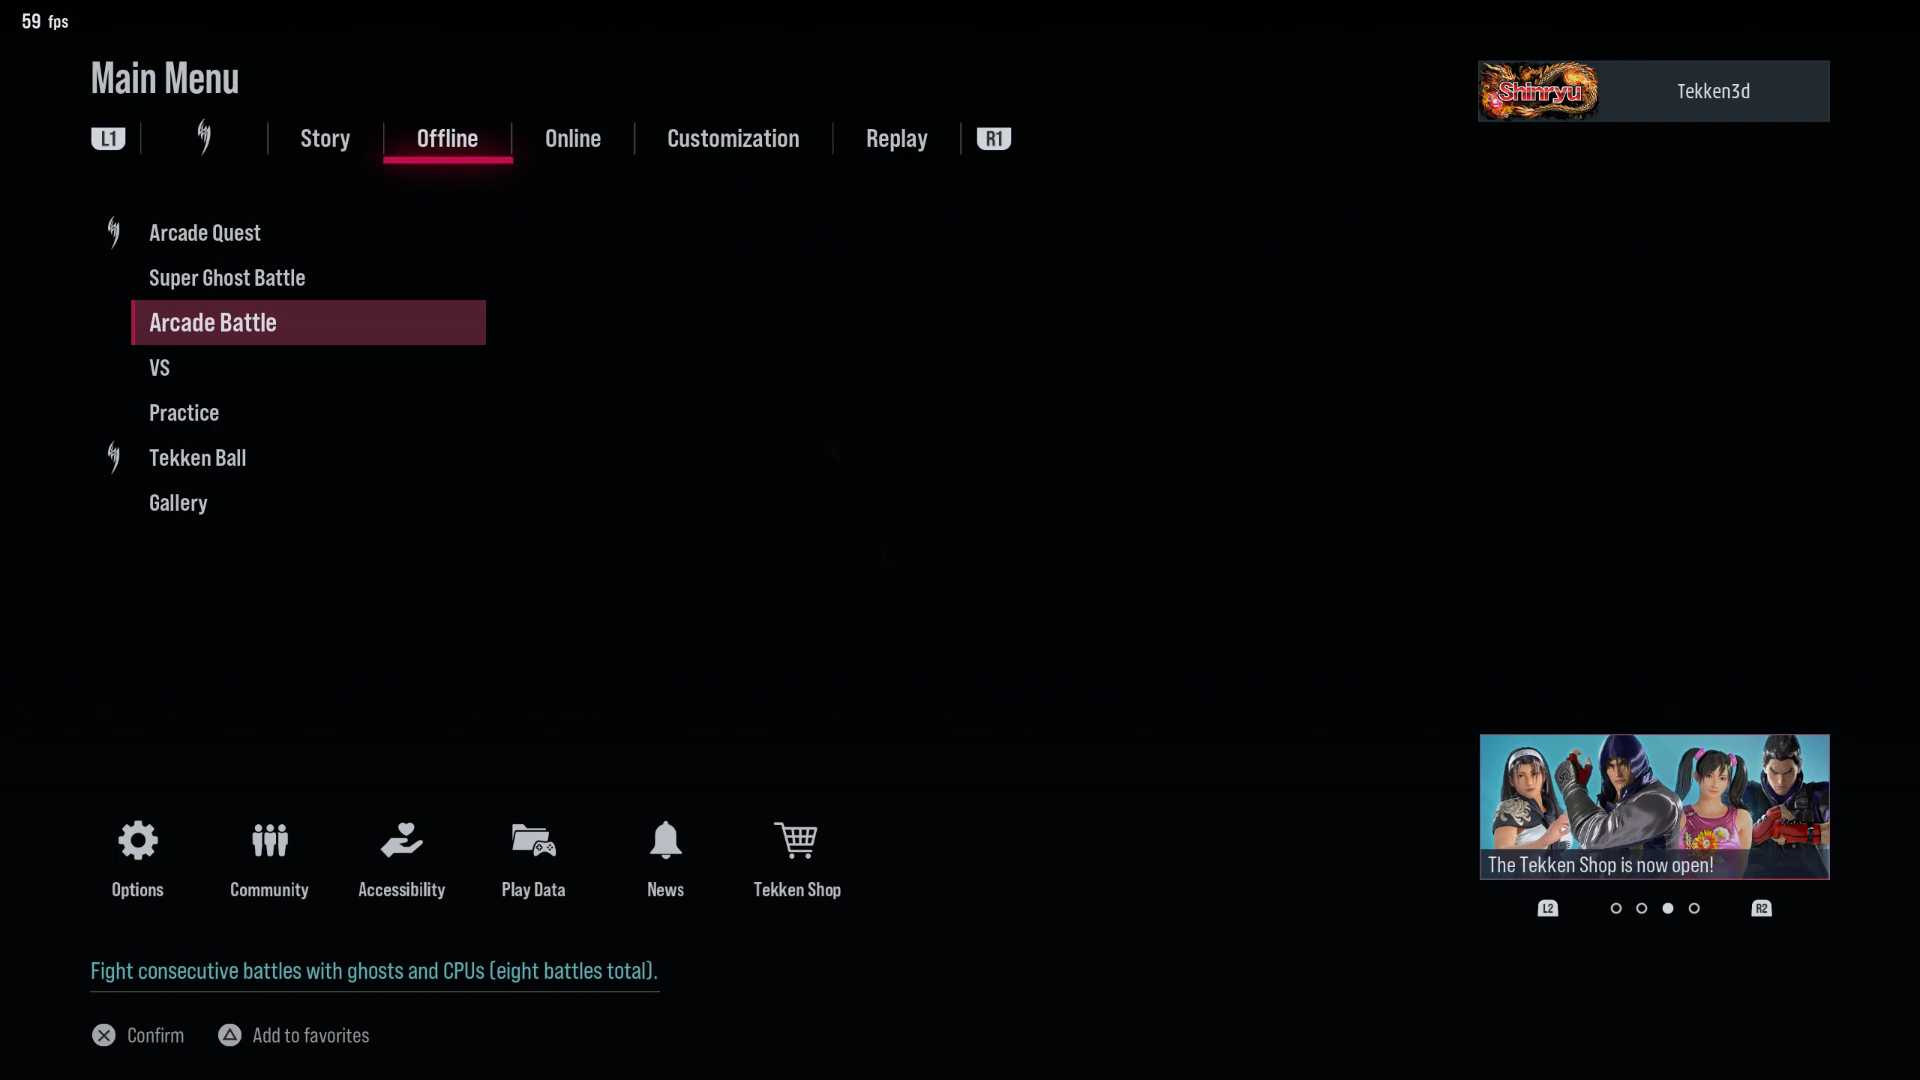 59 fps
Main Menu
Shinryu
Tekken3d
L1 Story Offline Online Customization Replay R1
Arcade Quest
Super Ghost Battle
Arcade Battle
VS
Practice
Tekken Ball
Gallery
The Tekken Shop is now open!
Options Community Accessibility Play Data News Tekken Shop
L2 R2
Fight consecutive battles with ghosts and CPUs (eight battles total).
Confirm Add to favorites